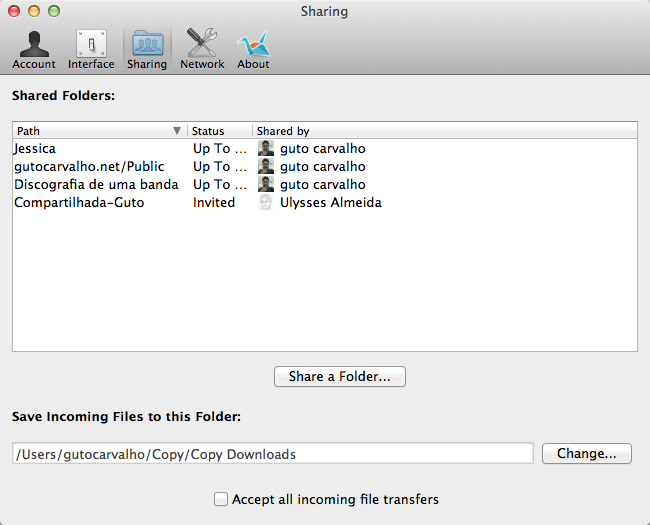 Sharing
Account Interface Sharing Network About
Shared Folders:
Path Status Shared by
Jessica Up To ... guto carvalho
gutocarvalho.net/Public Up To ... guto carvalho
Discografia de uma banda Up To ... guto carvalho
Compartilhada-Guto Invited Ulysses Almeida
Share a Folder...
Save Incoming Files to this Folder:
/Users/gutocarvalho/Copy/Copy Downloads Change...
Accept all incoming file transfers